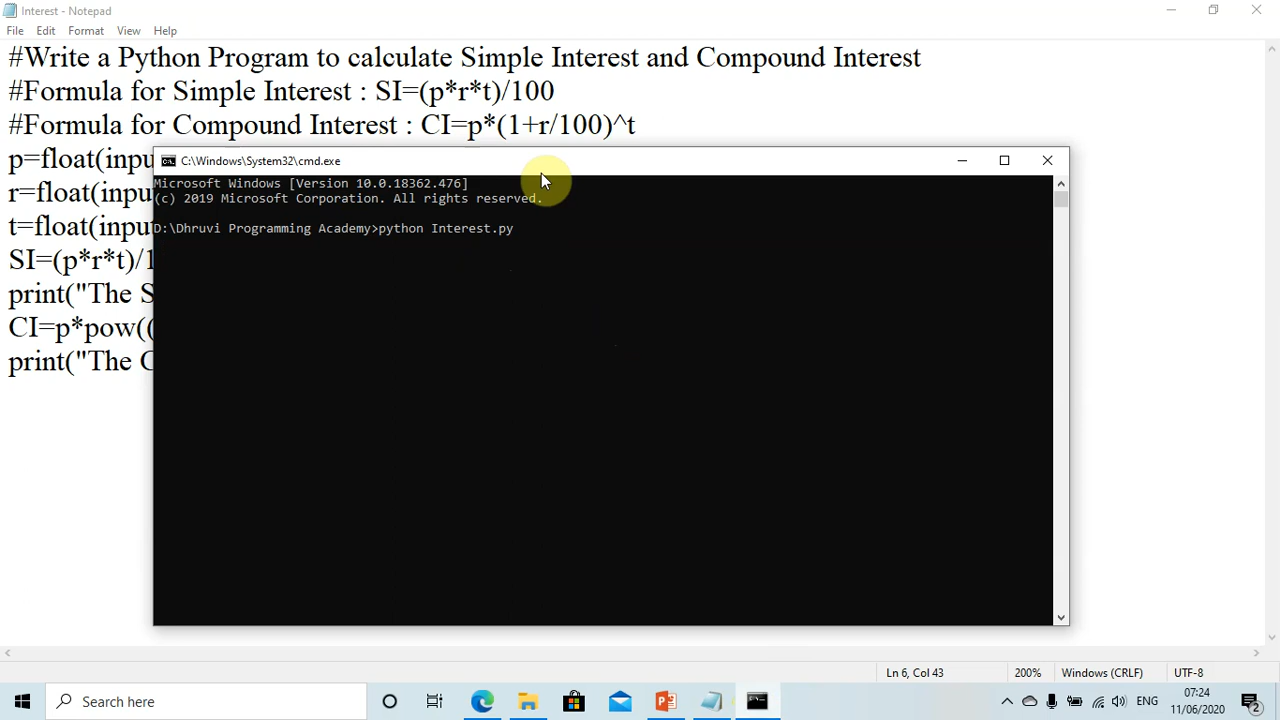 Interest - Notepad
File Edit Format View Help
#Write a Python Program to calculate Simple Interest and Compound Interest
#Formula for Simple Interest : SI=(p*r*t)/100
#Formula for Compound Interest : CI=p*(1+r/100)^t
p=float(inpu
r=float(inpu
t=float(input
SI=(p*r*t)/1
print("The S
CI=p*pow((
print("The C
C:\Windows\System32\cmd.exe
Microsoft Windows [Version 10.0.18362.476]
(c) 2019 Microsoft Corporation. All rights reserved.
D:\Dhruvi Programming Academy>python Interest.py
Ln 6, Col 43 200% Windows (CRLF) UTF-8
Search here
ENG
07:24
11/06/2020
2